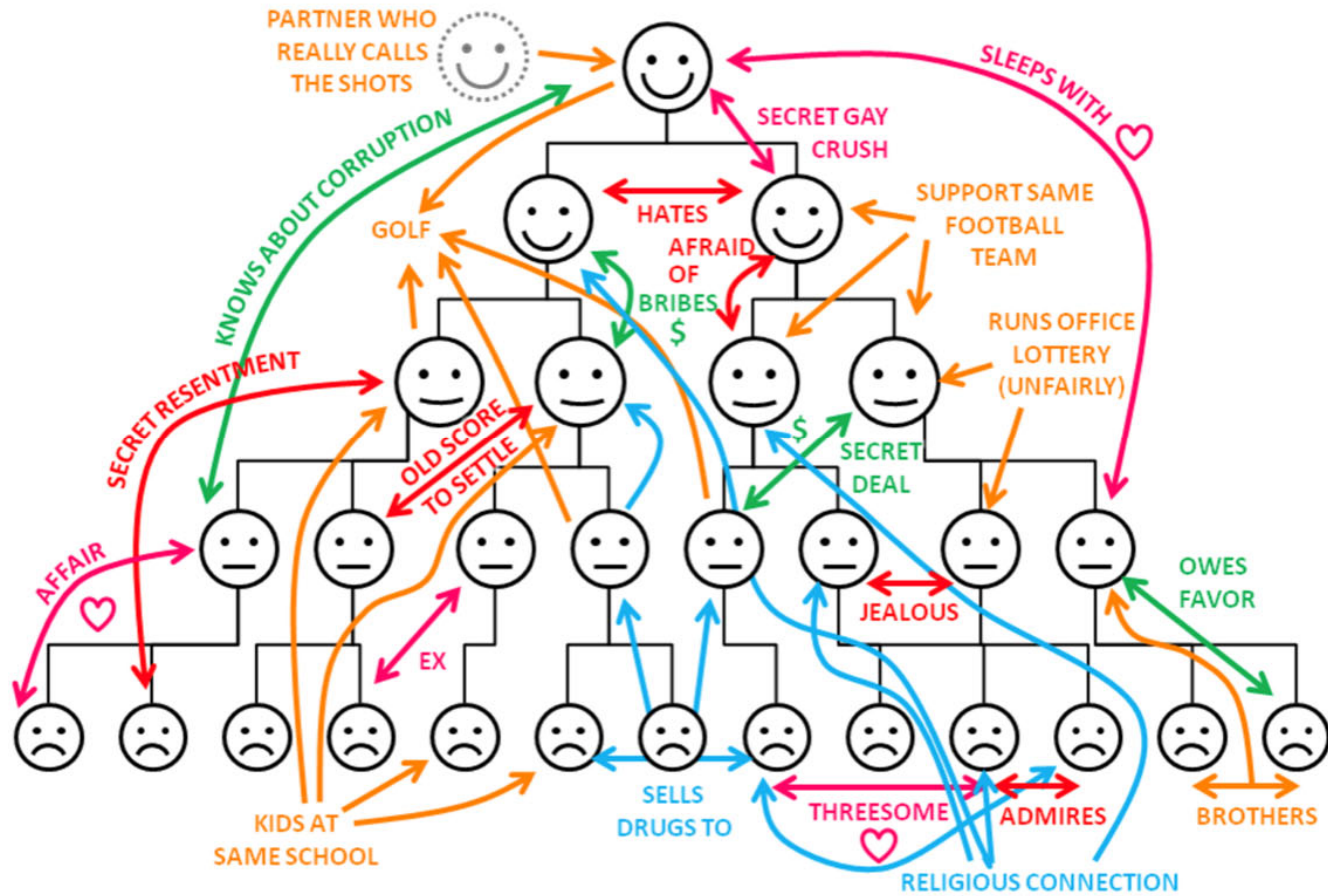 PARTNER WHO
REALLY CALLS
THE SHOTS
SLEEPS WITH
SECRET GAY
CRUSH
KNOWS ABOUT CORRUPTION
HATES
SUPPORT SAME
FOOTBALL
TEAM
GOLF
AFRAID
OF
BRIBES
$
RUNS OFFICE
LOTTERY
(UNFAIRLY)
SECRET RESENTMENT
OLD SCORE
TO SETTLE
$
SECRET
DEAL
AFFAIR
JEALOUS
OWES
FAVOR
EX
SELLS
DRUGS TO
THREESOME
ADMIRES
BROTHERS
KIDS AT
SAME SCHOOL
RELIGIOUS CONNECTION